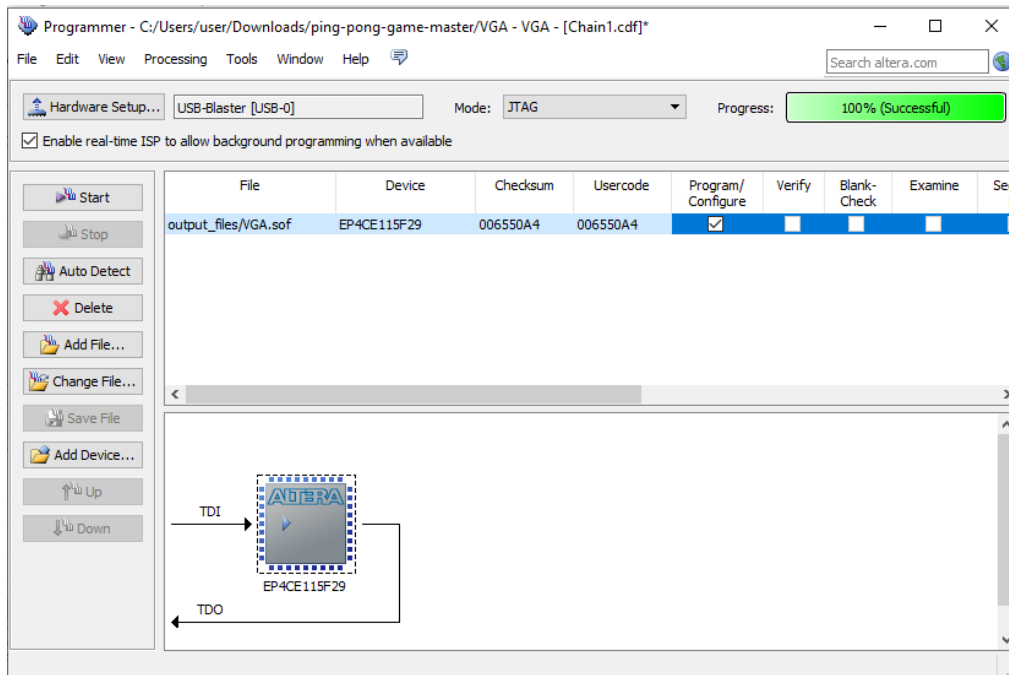 Programmer - C:/Users/user/Downloads/ping-pong-game-master/VGA - VGA - [Chain1.cdf]*
File Edit View Processing Tools Window Help
Search altera.com
Hardware Setup... USB-Blaster [USB-0] Mode: JTAG Progress: 100% (Successful)
Enable real-time ISP to allow background programming when available
Start
Stop
Auto Detect
Delete
Add File...
Change File...
Save File
Add Device...
Up
Down
File Device Checksum Usercode Program/ Verify Blank- Examine
Configure Check
output_files/VGA.sof EP4CE115F29 006550A4 006550A4
ALTERA
TDI
EP4CE115F29
TDO